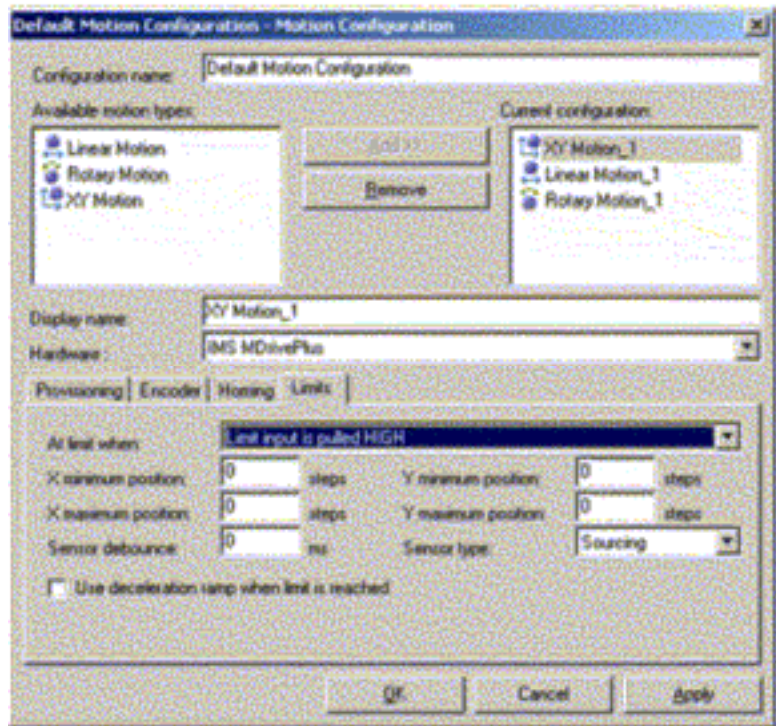 Default Motion Configuration - Motion Configuration
Configuration name: Default Motion Configuration
Available motion types: Current configuration:
Linear Motion
Rotary Motion
XY Motion
Add >>
Remove
XY Motion_1
Linear Motion_1
Rotary Motion_1
Display name: XY Motion_1
Hardware : IMS MDrivePlus
Provisioning Encoder Homing Limits
At limit when: Limit input is pulled HIGH
X minimum position: 0 steps Y minimum position: 0 steps
X maximum position: 0 steps Y maximum position: 0 steps
Sensor debounce: 0 ms Sensor type: Sourcing
Use deceleration ramp when limit is reached
OK Cancel Apply